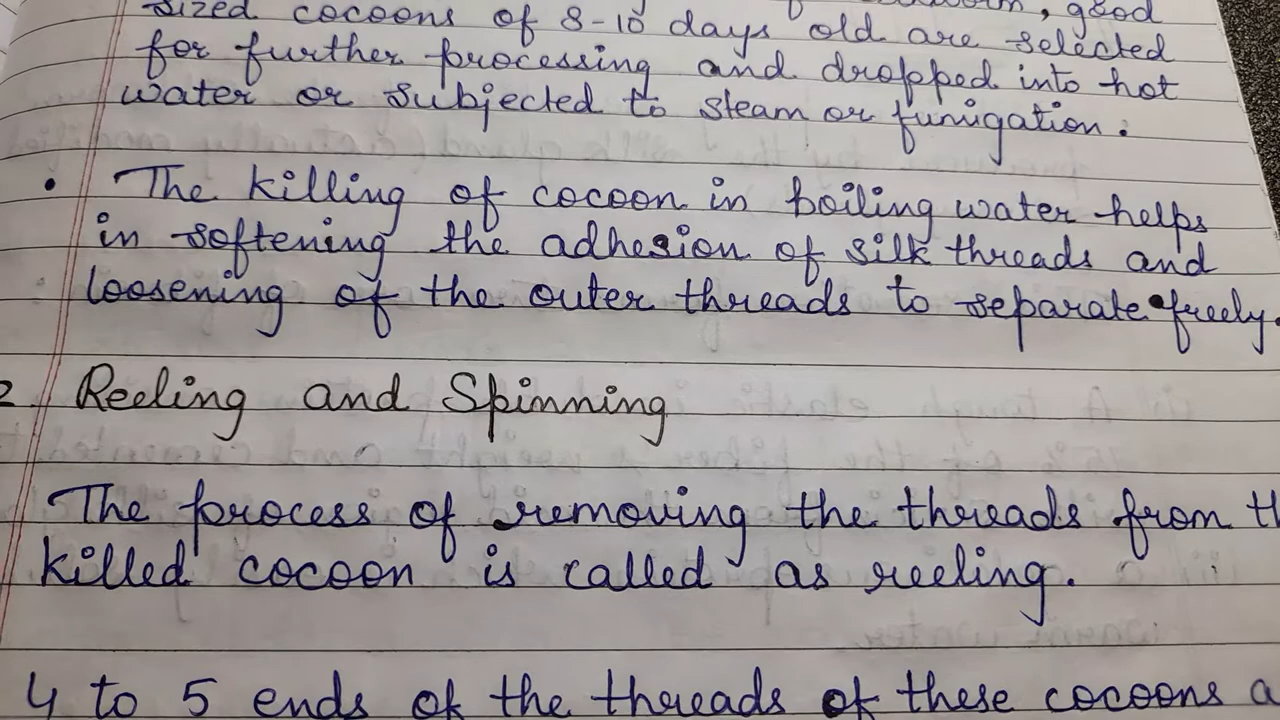 good
sized cocoons of 8-10 days old are selected
for further processing and dropped into hot
water or subjected to steam or fumigation.
• The killing of cocoon in boiling water helps
in softening the adhesion of silk threads and
loosening of the outer threads to separate freely.
2. Reeling and Spinning
The process of removing the threads from th
killed cocoon is called as reeling.
4 to 5 ends of the threads of these cocoons a